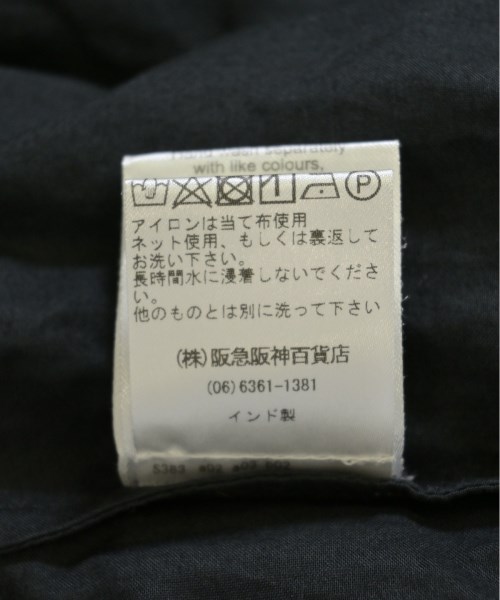 Hand wash separately
with like colours.
P
アイロンは当て布使用
ネット使用、もしくは裏返して
お洗い下さい。
長時間水に浸着しないでくださ
い。
他のものとは別に洗って下さい
(株)阪急阪神百貨店
(06)6361-1381
インド製